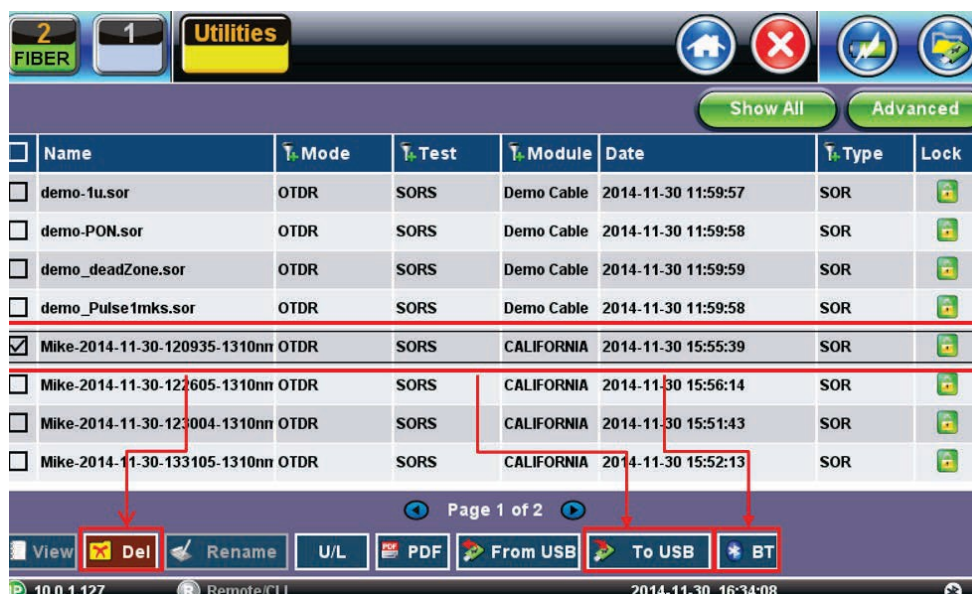 2 1 Utilities
FIBER
Show All Advanced
Name Mode Test Module Date Type Lock
demo-1u.sor OTDR SORS Demo Cable 2014-11-30 11:59:57 SOR
demo-PON.sor OTDR SORS Demo Cable 2014-11-30 11:59:58 SOR
demo_deadZone.sor OTDR SORS Demo Cable 2014-11-30 11:59:59 SOR
demo_Pulse1mks.sor OTDR SORS Demo Cable 2014-11-30 11:59:58 SOR
Mike-2014-11-30-120935-1310nm OTDR SORS CALIFORNIA 2014-11-30 15:55:39 SOR
Mike-2014-11-30-122605-1310nm OTDR SORS CALIFORNIA 2014-11-30 15:56:14 SOR
Mike-2014-11-30-123004-1310nm OTDR SORS CALIFORNIA 2014-11-30 15:51:43 SOR
Mike-2014-11-30-133105-1310nm OTDR SORS CALIFORNIA 2014-11-30 15:52:13 SOR
Page 1 of 2
View Del Rename U/L PDF PDF From USB To USB BT
P 10.0.1.127 R Remote/CLI 2014-11-30 16:34:08